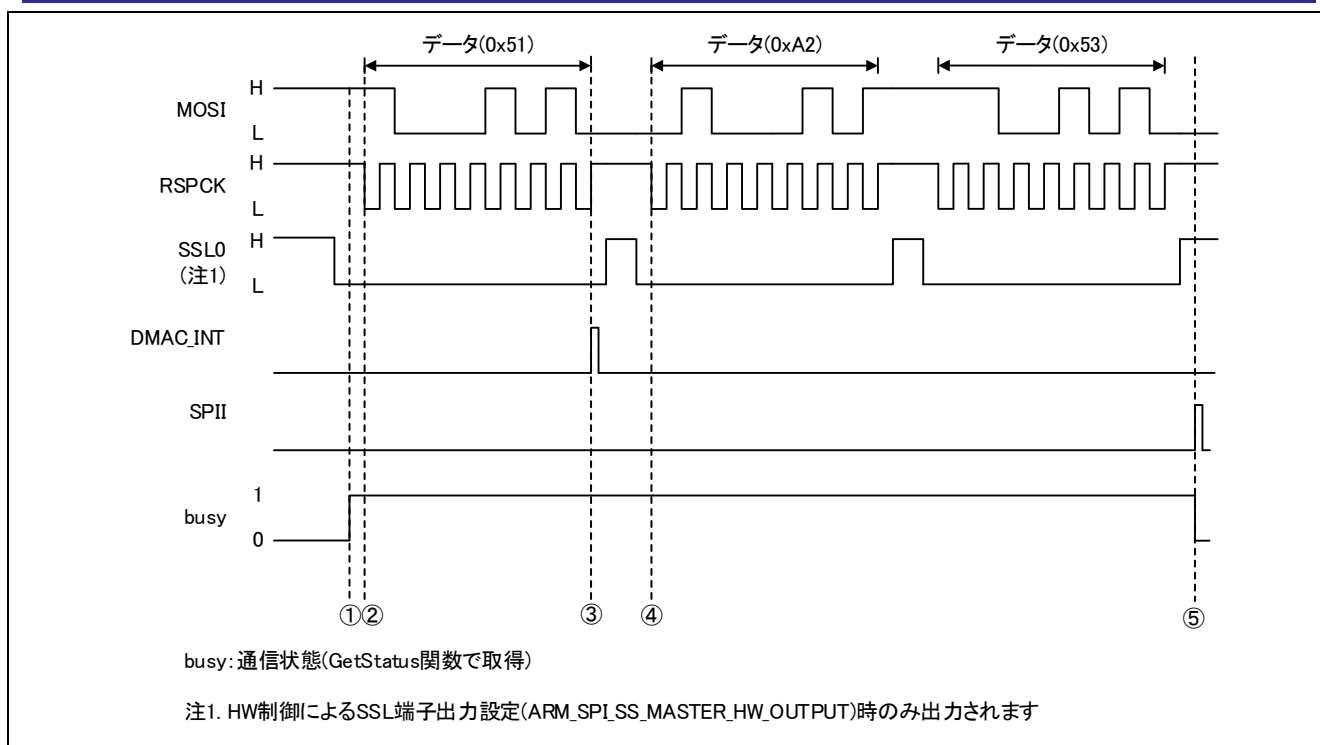 データ(0x51) データ(0xA2) データ(0x53)
H
MOSI
L
H
RSPCK
L
H
SSL0
(注1)
L
DMAC_INT
SPII
1
busy
0
①② ③ ④ ⑤
busy:通信状態(GetStatus関数で取得)
注1. HW制御によるSSL端子出力設定(ARM_SPI_SS_MASTER_HW_OUTPUT)時のみ出力されます